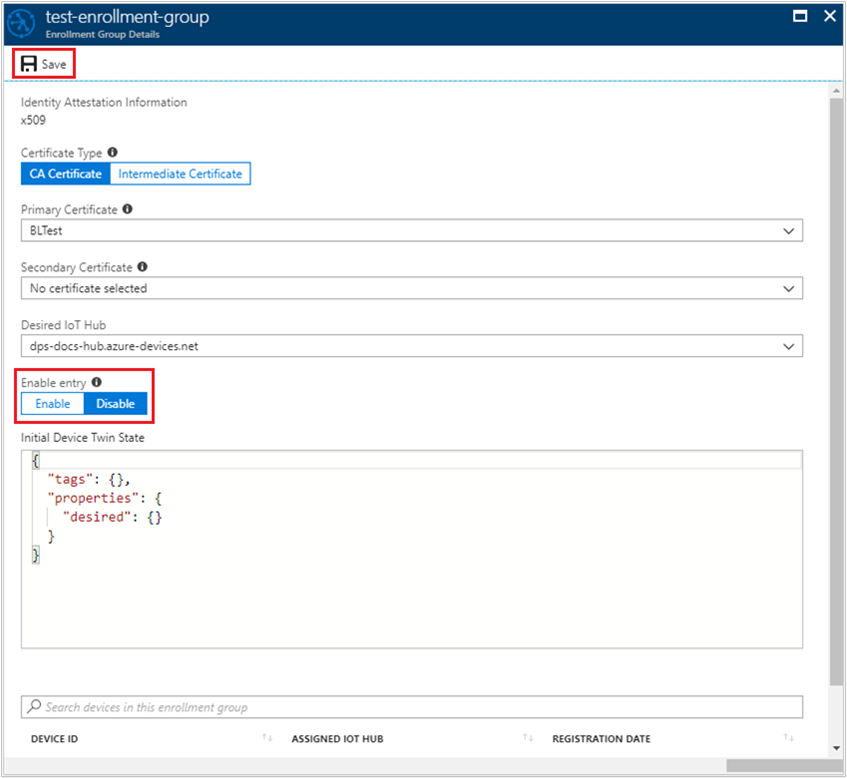 test-enrollment-group
Enrollment Group Details
Save
Identity Attestation Information
x509
Certificate Type
CA Certificate Intermediate Certificate
Primary Certificate
BLTest
Secondary Certificate
No certificate selected
Desired IoT Hub
dps-docs-hub.azure-devices.net
Enable entry
Enable Disable
Initial Device Twin State
{
"tags": {},
"properties": {
"desired": {}
}
}
Search devices in this enrollment group
DEVICE ID ASSIGNED IOT HUB REGISTRATION DATE